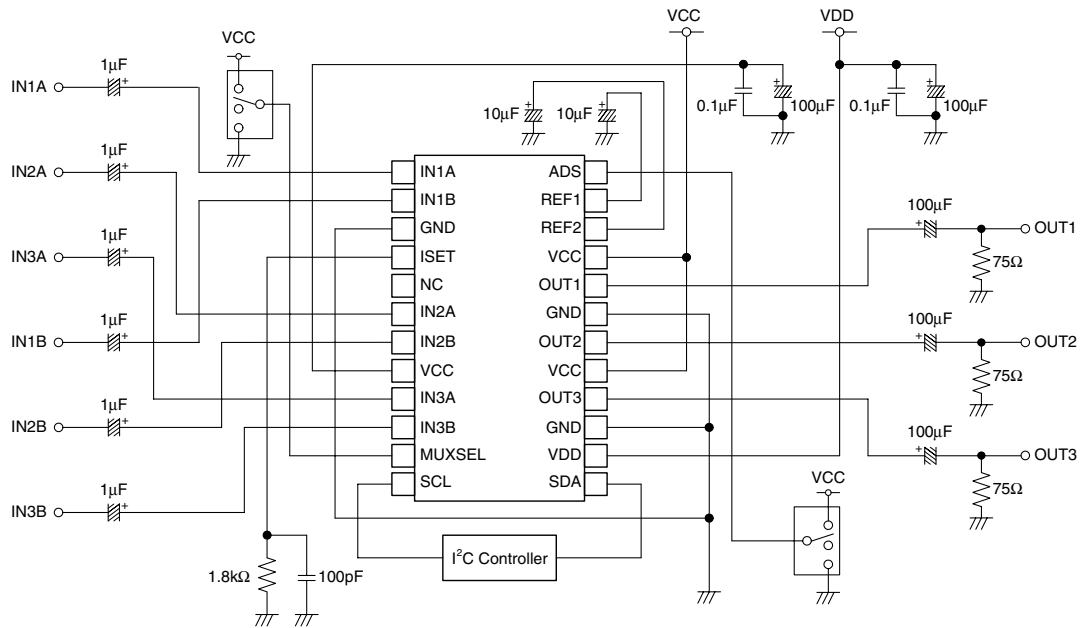 VCC
VDD
VCC
1µF
IN1A
+
10µF
+
10µF
+
0.1µF
+
100µF
0.1µF
+
100µF
1µF
IN2A
+
1µF
IN3A
+
1µF
IN1B
+
1µF
IN2B
+
1µF
IN3B
+
IN1A
IN1B
GND
ISET
NC
IN2A
IN2B
VCC
IN3A
IN3B
MUXSEL
SCL
ADS
REF1
REF2
VCC
OUT1
GND
OUT2
VCC
OUT3
GND
VDD
SDA
100µF
+
OUT1
75Ω
100µF
+
OUT2
75Ω
100µF
+
OUT3
75Ω
VCC
I²C Controller
1.8kΩ
100pF